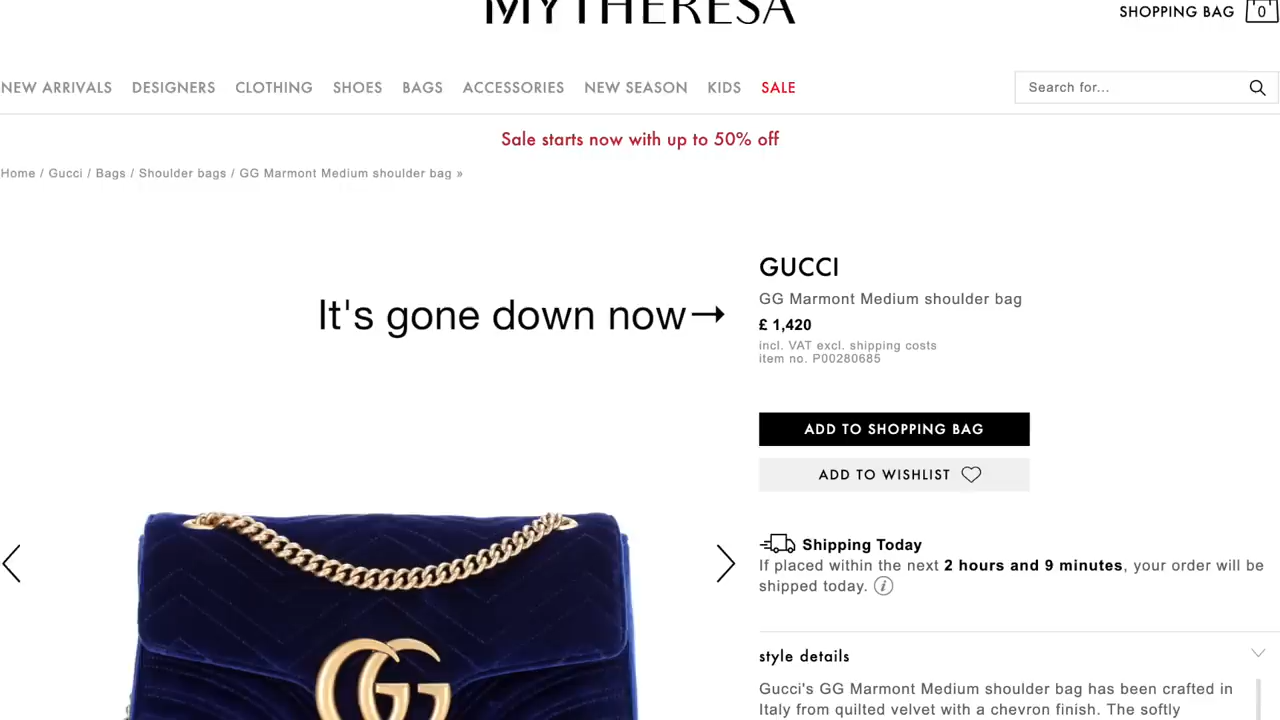 MYTHERESA
SHOPPING BAG 0
NEW ARRIVALS DESIGNERS CLOTHING SHOES BAGS ACCESSORIES NEW SEASON KIDS SALE
Search for...
Sale starts now with up to 50% off
Home / Gucci / Bags / Shoulder bags / GG Marmont Medium shoulder bag »
GUCCI
GG Marmont Medium shoulder bag
It's gone down now→
£ 1,420
incl. VAT excl. shipping costs
item no. P00280685
ADD TO SHOPPING BAG
ADD TO WISHLIST
Shipping Today
If placed within the next 2 hours and 9 minutes, your order will be
shipped today. i
style details
Gucci's GG Marmont Medium shoulder bag has been crafted in
Italy from quilted velvet with a chevron finish. The softly
GG